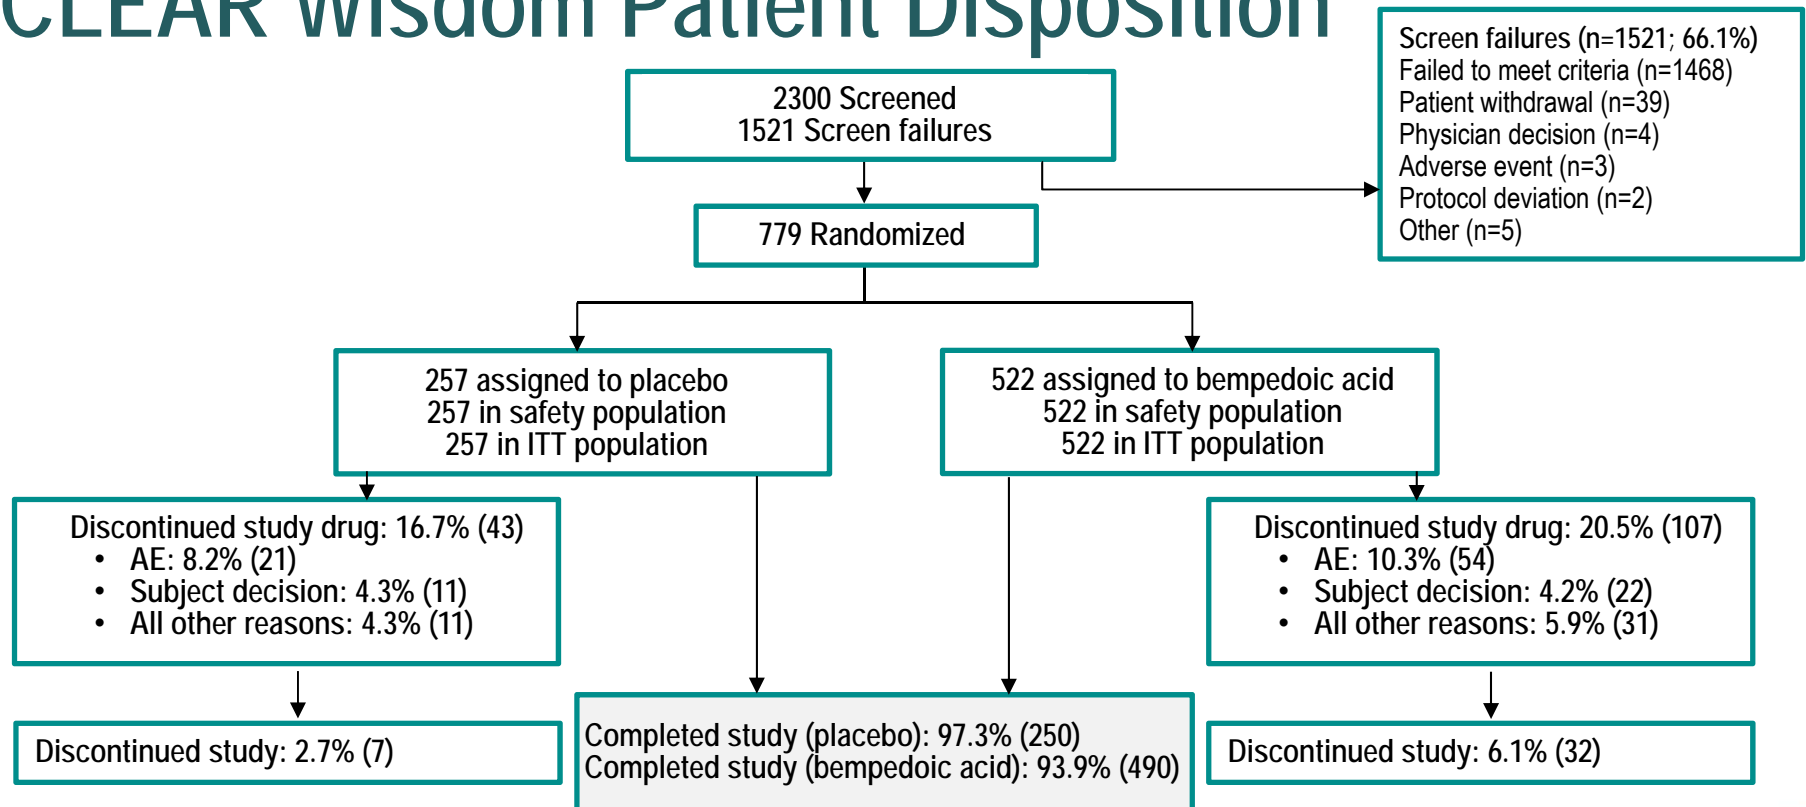 CLEAR Wisdom Patient Disposition
Screen failures (n=1521; 66.1%)
Failed to meet criteria (n=1468)
Patient withdrawal (n=39)
Physician decision (n=4)
Adverse event (n=3)
Protocol deviation (n=2)
Other (n=5)
2300 Screened
1521 Screen failures
779 Randomized
257 assigned to placebo
257 in safety population
257 in ITT population
522 assigned to bempedoic acid
522 in safety population
522 in ITT population
Discontinued study drug: 16.7% (43)
• AE: 8.2% (21)
• Subject decision: 4.3% (11)
• All other reasons: 4.3% (11)
Discontinued study drug: 20.5% (107)
• AE: 10.3% (54)
• Subject decision: 4.2% (22)
• All other reasons: 5.9% (31)
Discontinued study: 2.7% (7)
Completed study (placebo): 97.3% (250)
Completed study (bempedoic acid): 93.9% (490)
Discontinued study: 6.1% (32)